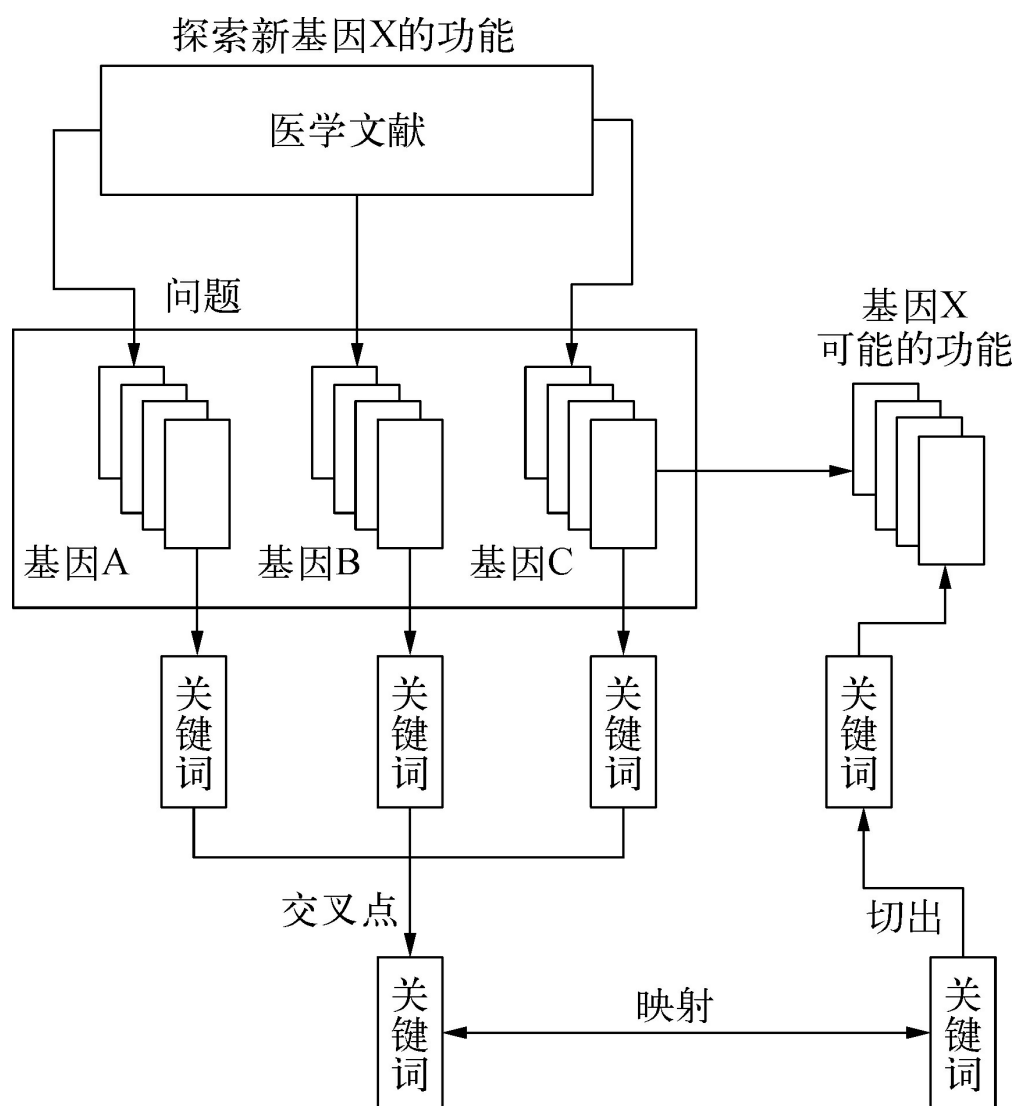 探索新基因X的功能
医学文献
问题
基因X
可能的功能
基因A
基因B
基因C
关键词
关键词
关键词
关键词
交叉点
切出
关键词
映射
关键词